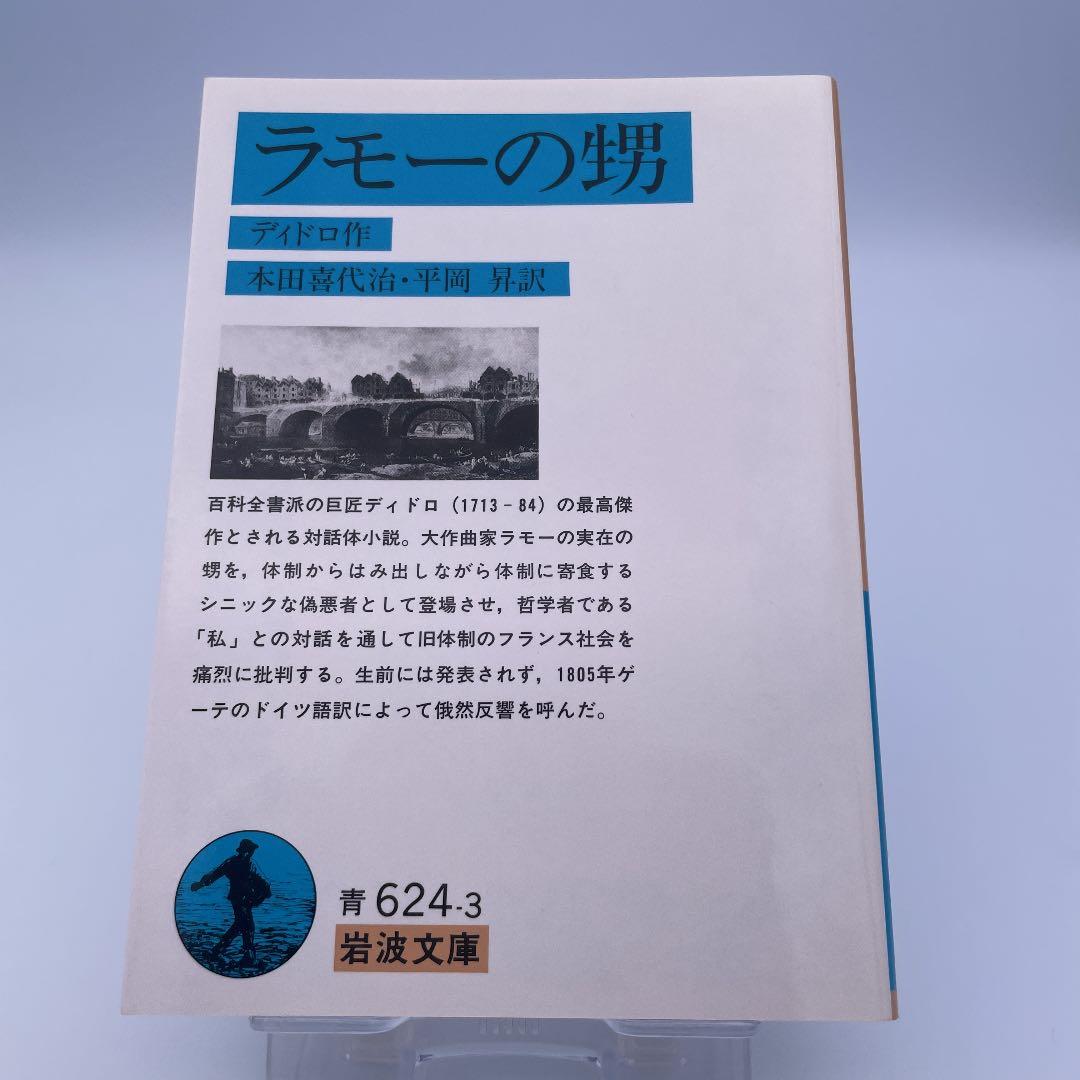 ラモーの甥
ディドロ作
本田喜代治・平岡 昇訳
百科全書派の巨匠ディドロ（1713－84）の最高傑
作とされる対話体小説。大作曲家ラモーの実在の
甥を，体制からはみ出しながら体制に寄食する
シニックな偽悪者として登場させ，哲学者である
「私」との対話を通して旧体制のフランス社会を
痛烈に批判する。生前には発表されず，1805年ゲ
ーテのドイツ語訳によって俄然反響を呼んだ。
青 624-3
岩波文庫